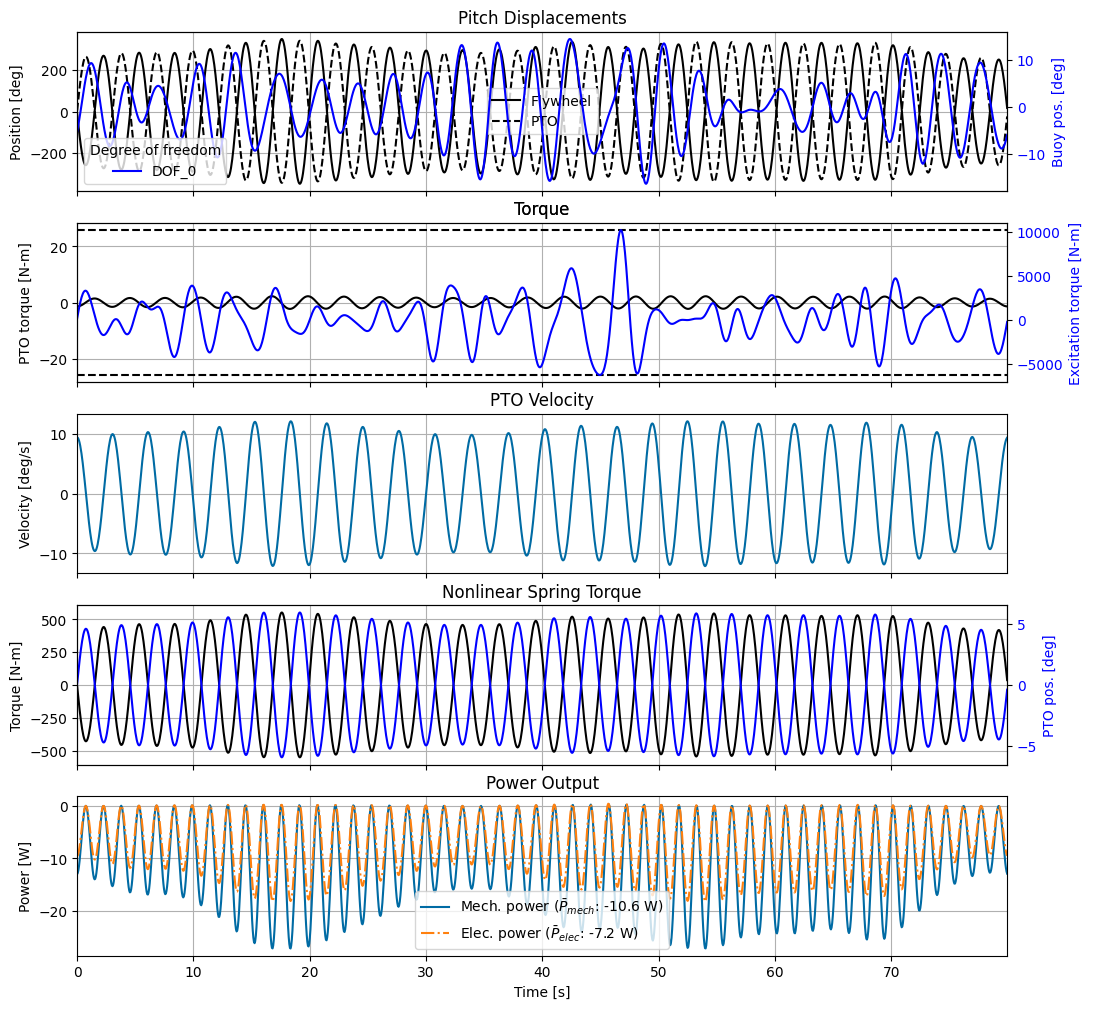 Pitch Displacements
Position [deg]
200
0
−200
Flywheel
PTO
Degree of freedom
DOF_0
10
0
−10
Buoy pos. [deg]
Torque
PTO torque [N-m]
20
0
−20
10000
5000
0
−5000
Excitation torque [N-m]
PTO Velocity
Velocity [deg/s]
10
0
−10
Nonlinear Spring Torque
Torque [N-m]
500
250
0
−250
−500
5
0
−5
PTO pos. [deg]
Power Output
Power [W]
0
−10
−20
Mech. power (P̄mech: -10.6 W)
Elec. power (P̄elec: -7.2 W)
0 10 20 30 40 50 60 70
Time [s]